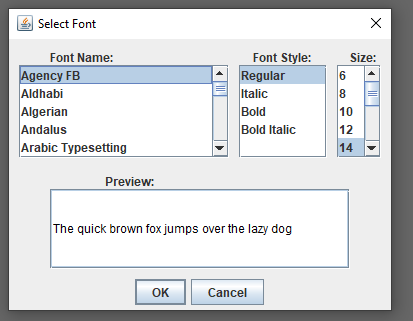 Select Font
Font Name: Font Style: Size:
Agency FB Regular 6
Aldhabi Italic 8
Algerian Bold 10
Andalus Bold Italic 12
Arabic Typesetting 14
Preview:
The quick brown fox jumps over the lazy dog
OK Cancel